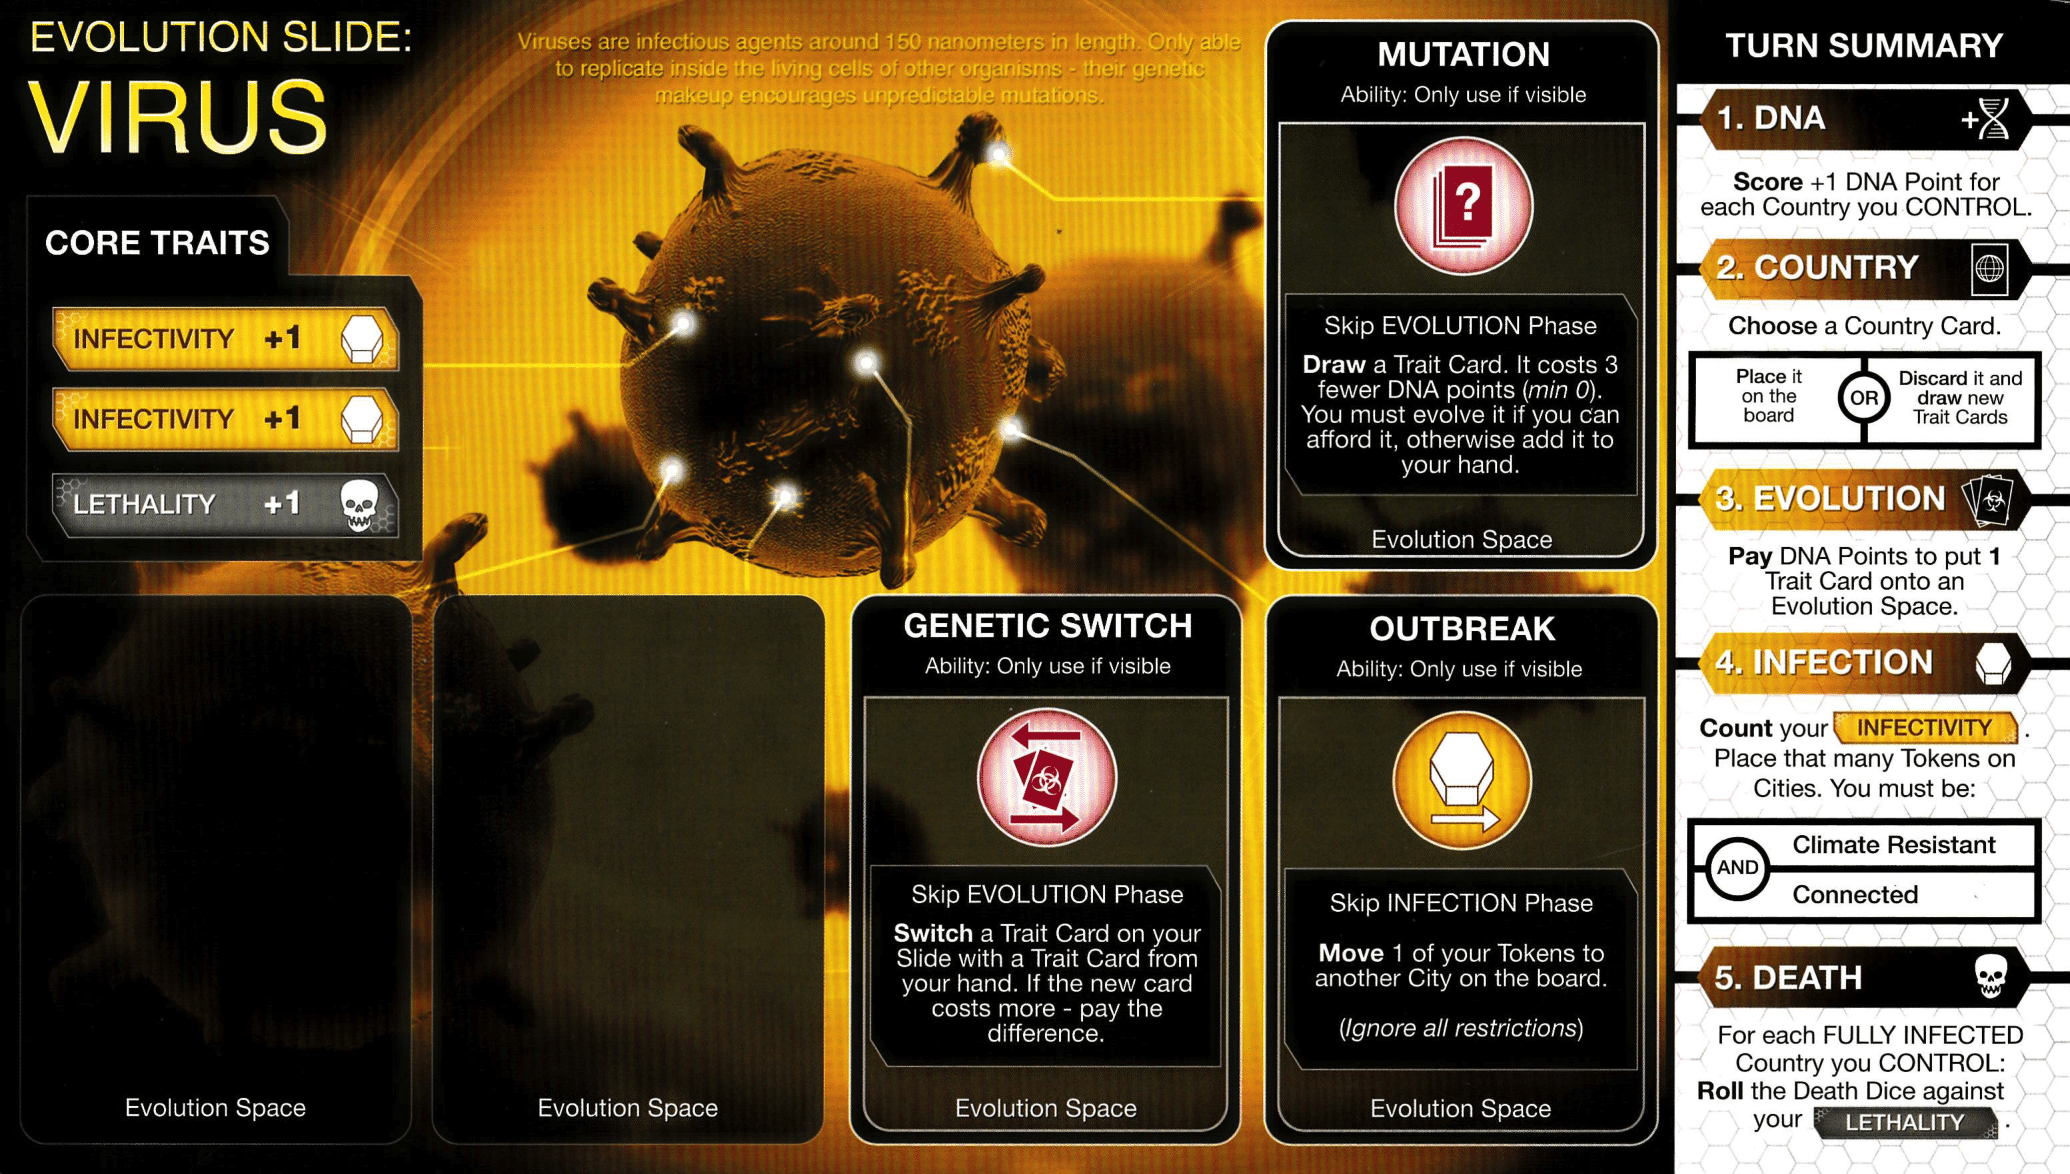 EVOLUTION SLIDE:
VIRUS
Viruses are infectious agents around 150 nanometers in length. Only able
to replicate inside the living cells of other organisms - their genetic
makeup encourages unpredictable mutations.
CORE TRAITS
INFECTIVITY +1
INFECTIVITY +1
LETHALITY +1
Evolution Space
Evolution Space
GENETIC SWITCH
Ability: Only use if visible
Skip EVOLUTION Phase
Switch a Trait Card on your
Slide with a Trait Card from
your hand. If the new card
costs more - pay the
difference.
Evolution Space
MUTATION
Ability: Only use if visible
?
Skip EVOLUTION Phase
Draw a Trait Card. It costs 3
fewer DNA points (min 0).
You must evolve it if you can
afford it, otherwise add it to
your hand.
Evolution Space
OUTBREAK
Ability: Only use if visible
Skip INFECTION Phase
Move 1 of your Tokens to
another City on the board.
(Ignore all restrictions)
Evolution Space
TURN SUMMARY
1. DNA +
Score +1 DNA Point for
each Country you CONTROL.
2. COUNTRY
Choose a Country Card.
Place it
on the
board
OR
Discard it and
draw new
Trait Cards
3. EVOLUTION
Pay DNA Points to put 1
Trait Card onto an
Evolution Space.
4. INFECTION
Count your INFECTIVITY .
Place that many Tokens on
Cities. You must be:
AND
Climate Resistant
Connected
5. DEATH
For each FULLY INFECTED
Country you CONTROL:
Roll the Death Dice against
your LETHALITY .